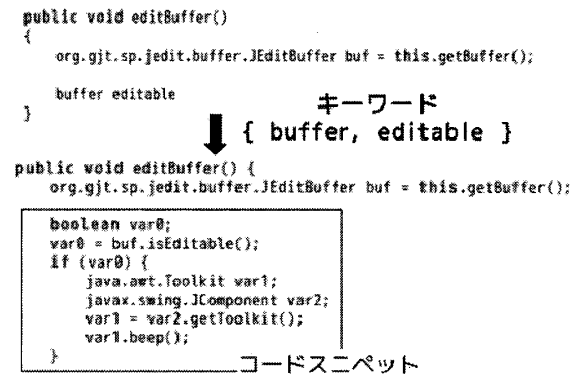 public void editBuffer()
{
org.gjt.sp.jedit.buffer.JEditBuffer buf = this.getBuffer();
buffer editable
}
キーワード
{ buffer, editable }
public void editBuffer() {
org.gjt.sp.jedit.buffer.JEditBuffer buf = this.getBuffer();
boolean var0;
var0 = buf.isEditable();
if (var0) {
java.awt.Toolkit var1;
javax.swing.JComponent var2;
var1 = var2.getToolkit();
var1.beep();
}
コードスニペット